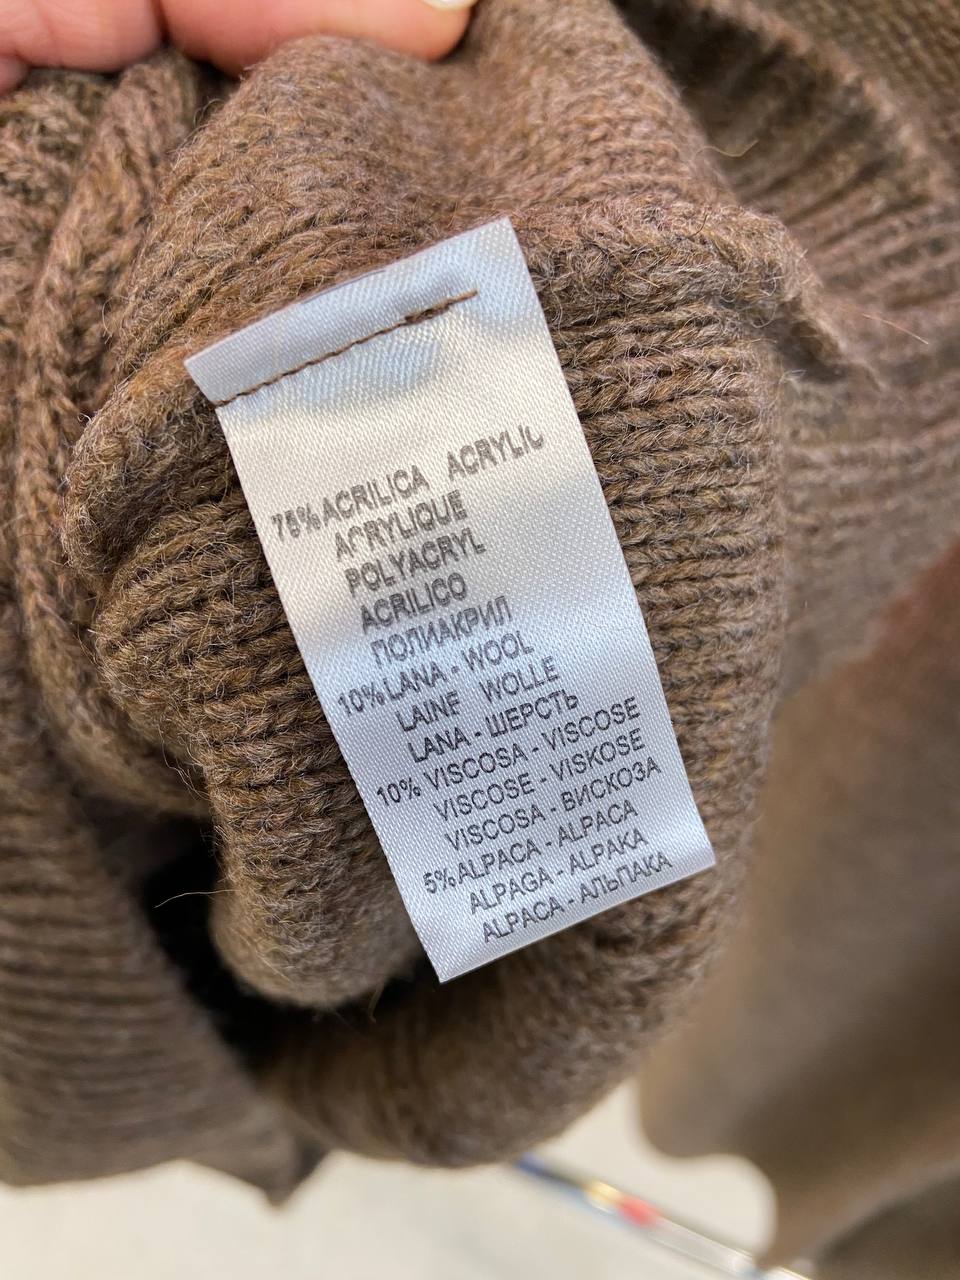 75%ACRILICA ACRYLIC
ACRYLIQUE
POLYACRYL
ACRILICO
ПОЛИАКРИЛ
10%LANA - WOOL
LAINE WOLLE
LANA - ШЕРСТЬ
10% VISCOSA - VISCOSE
VISCOSE - VISKOSE
VISCOSA - ВИСКОЗА
5%ALPACA - ALPACA
ALPAGA - ALPAKA
ALPACA - АЛЬПАКА